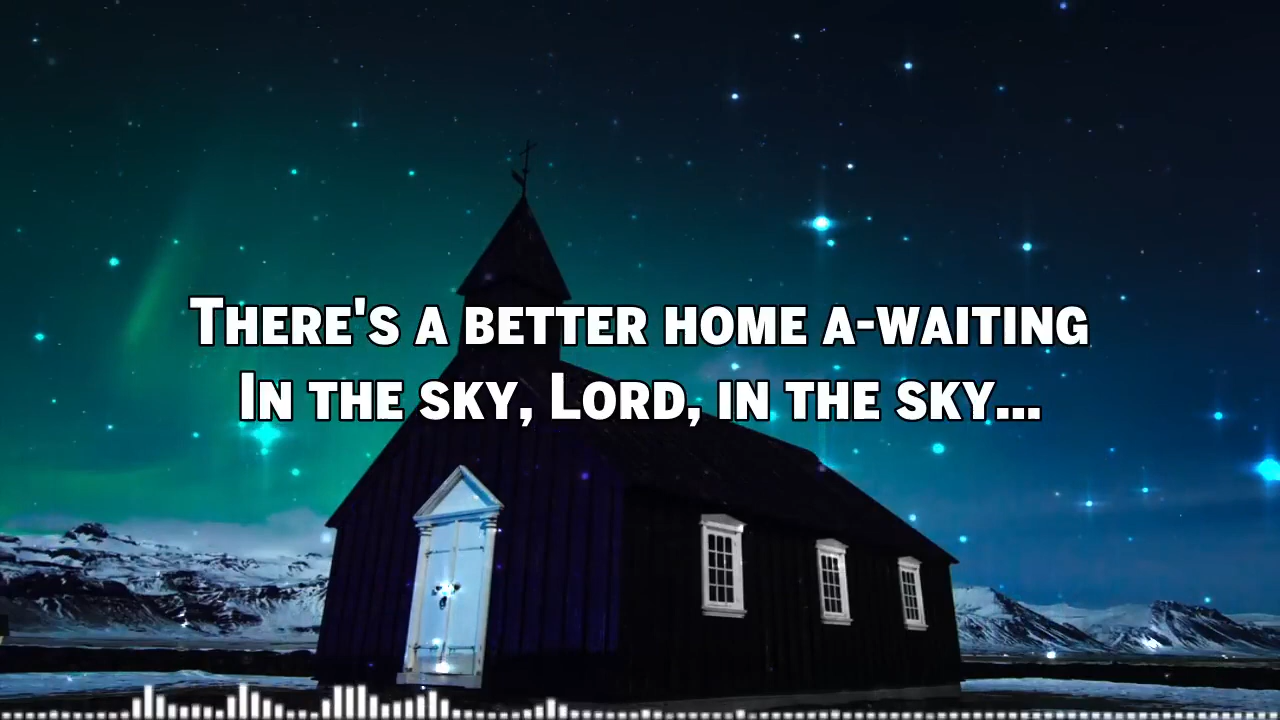 There's a better home a-waiting
In the sky, Lord, in the sky...